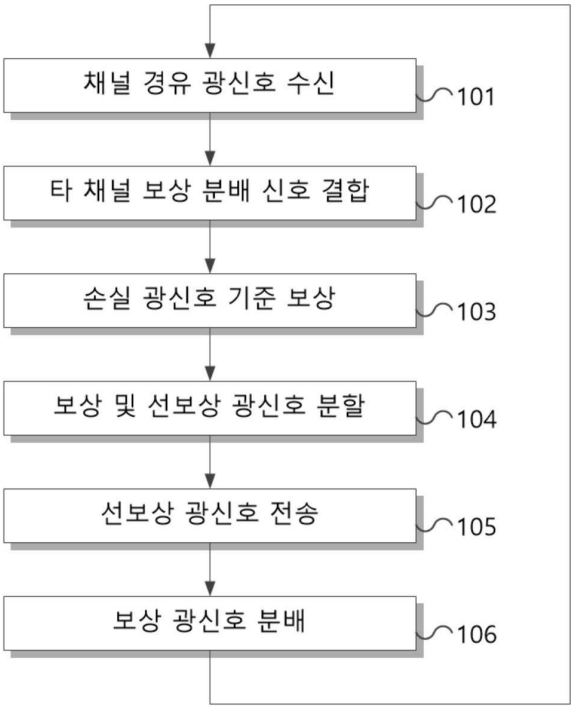 채널 경유 광신호 수신
101
타 채널 보상 분배 신호 결합
102
손실 광신호 기준 보상
103
보상 및 선보상 광신호 분할
104
선보상 광신호 전송
105
보상 광신호 분배
106